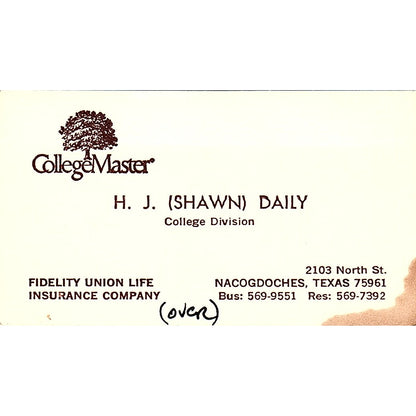 CollegeMaster®
H. J. (SHAWN) DAILY
College Division
2103 North St.
FIDELITY UNION LIFE NACOGDOCHES, TEXAS 75961
INSURANCE COMPANY Bus: 569-9551 Res: 569-7392
(over)